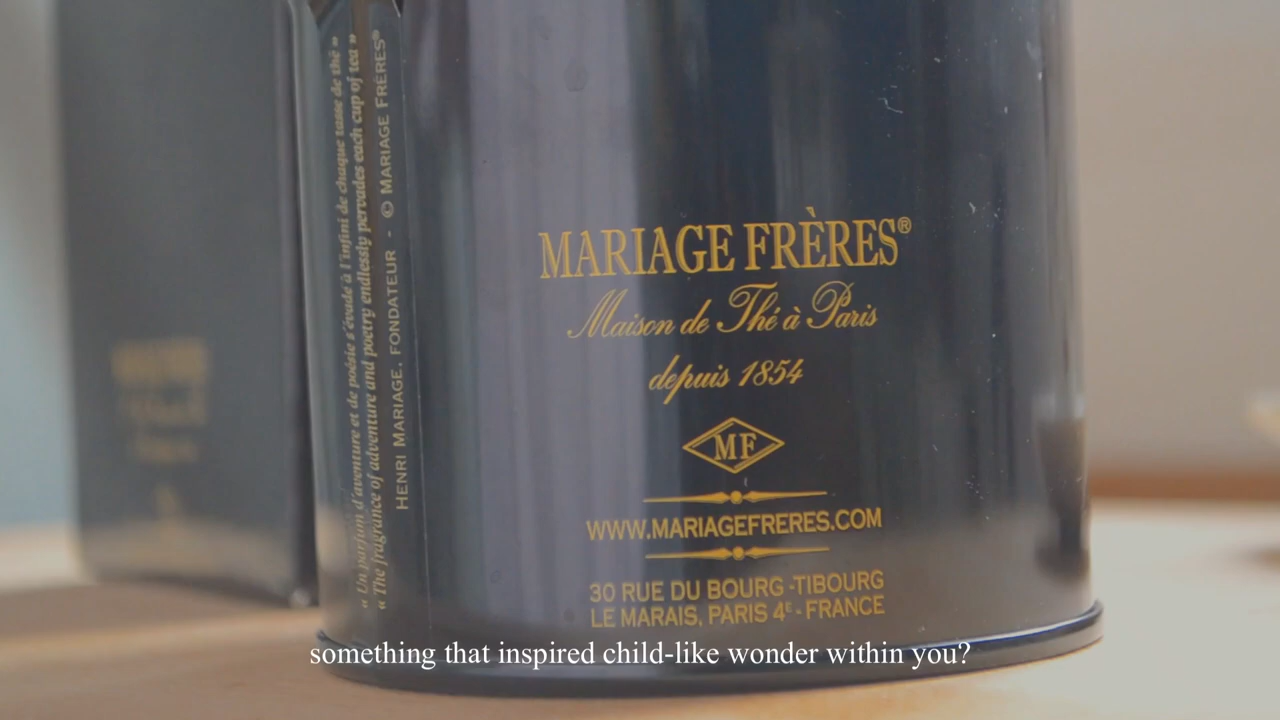 « Un parfum d'aventure et de poésie s'évade à l'infini de chaque tasse de thé »
« The fragrance of adventure and poetry endlessly pervades each cup of tea »
HENRI MARIAGE, FONDATEUR - © MARIAGE FRÈRES®
MARIAGE FRÈRES®
Maison de Thé à Paris
depuis 1854
MF
WWW.MARIAGEFRERES.COM
30 RUE DU BOURG-TIBOURG
LE MARAIS, PARIS 4E - FRANCE
something that inspired child-like wonder within you?